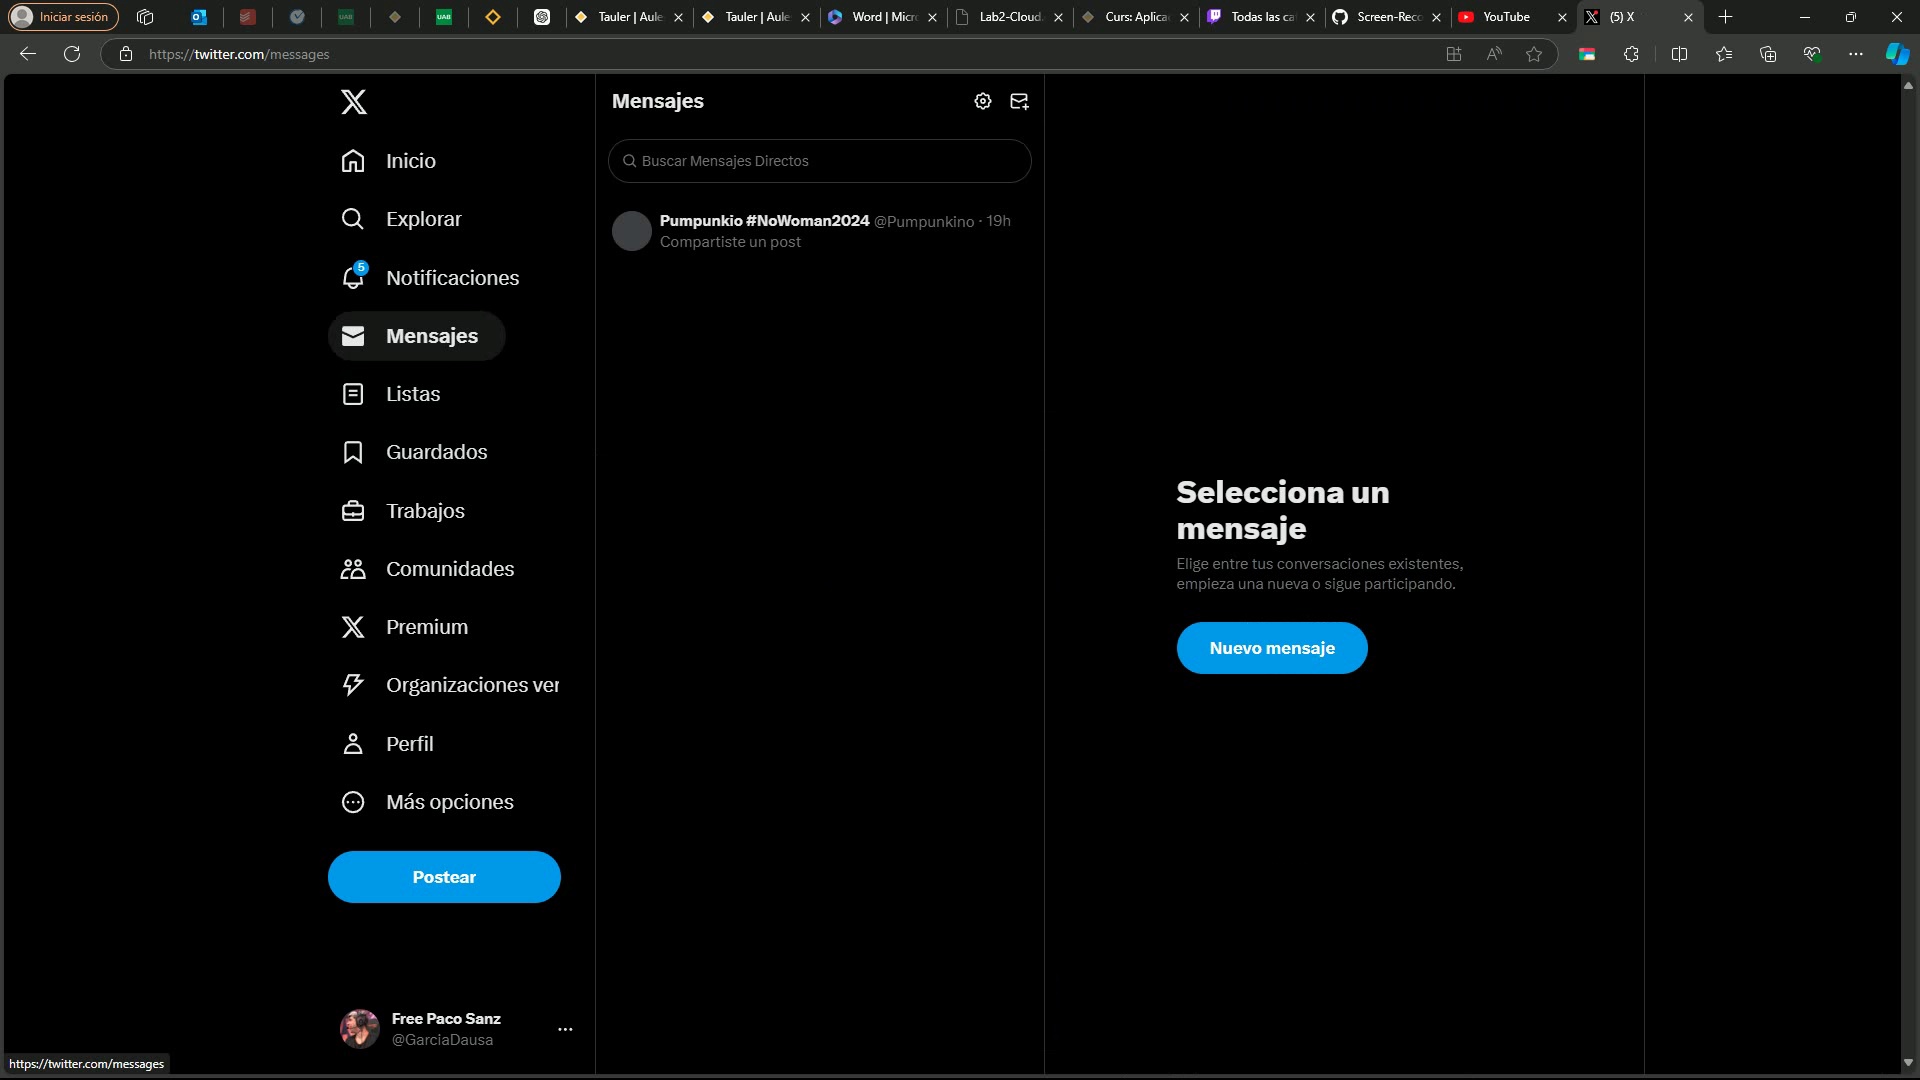 Iniciar sesión
UAB
UAB
Tauler | Aule
Tauler | Aule
Word | Micr
Lab2-Cloud.
Curs: Aplica
Todas las ca
Screen-Reco
YouTube
(5) X
https://twitter.com/messages
Inicio
Explorar
5
Notificaciones
Mensajes
Listas
Guardados
Trabajos
Comunidades
Premium
Organizaciones ver
Perfil
Más opciones
Postear
Free Paco Sanz
@GarciaDausa
Mensajes
Buscar Mensajes Directos
Pumpunkio #NoWoman2024 @Pumpunkino · 19h
Compartiste un post
Selecciona un
mensaje
Elige entre tus conversaciones existentes,
empieza una nueva o sigue participando.
Nuevo mensaje
https://twitter.com/messages